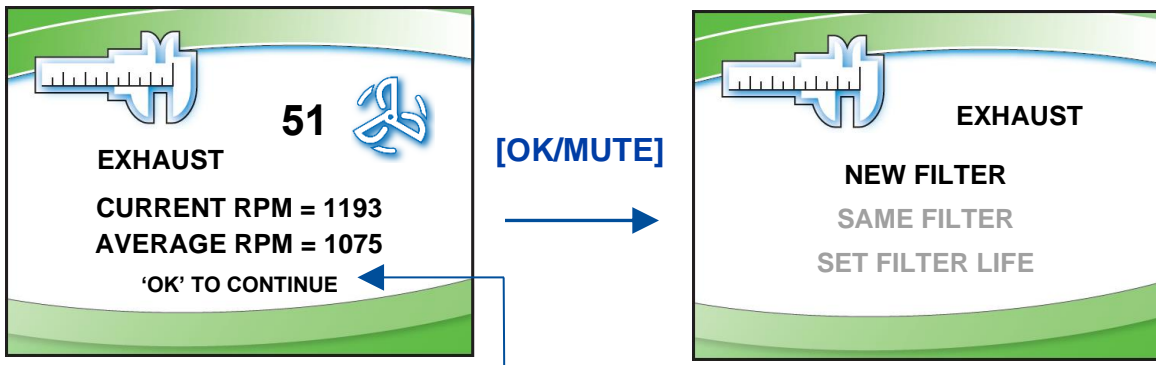 51
EXHAUST
CURRENT RPM = 1193
AVERAGE RPM = 1075
‘OK’ TO CONTINUE
[OK/MUTE]
EXHAUST
NEW FILTER
SAME FILTER
SET FILTER LIFE